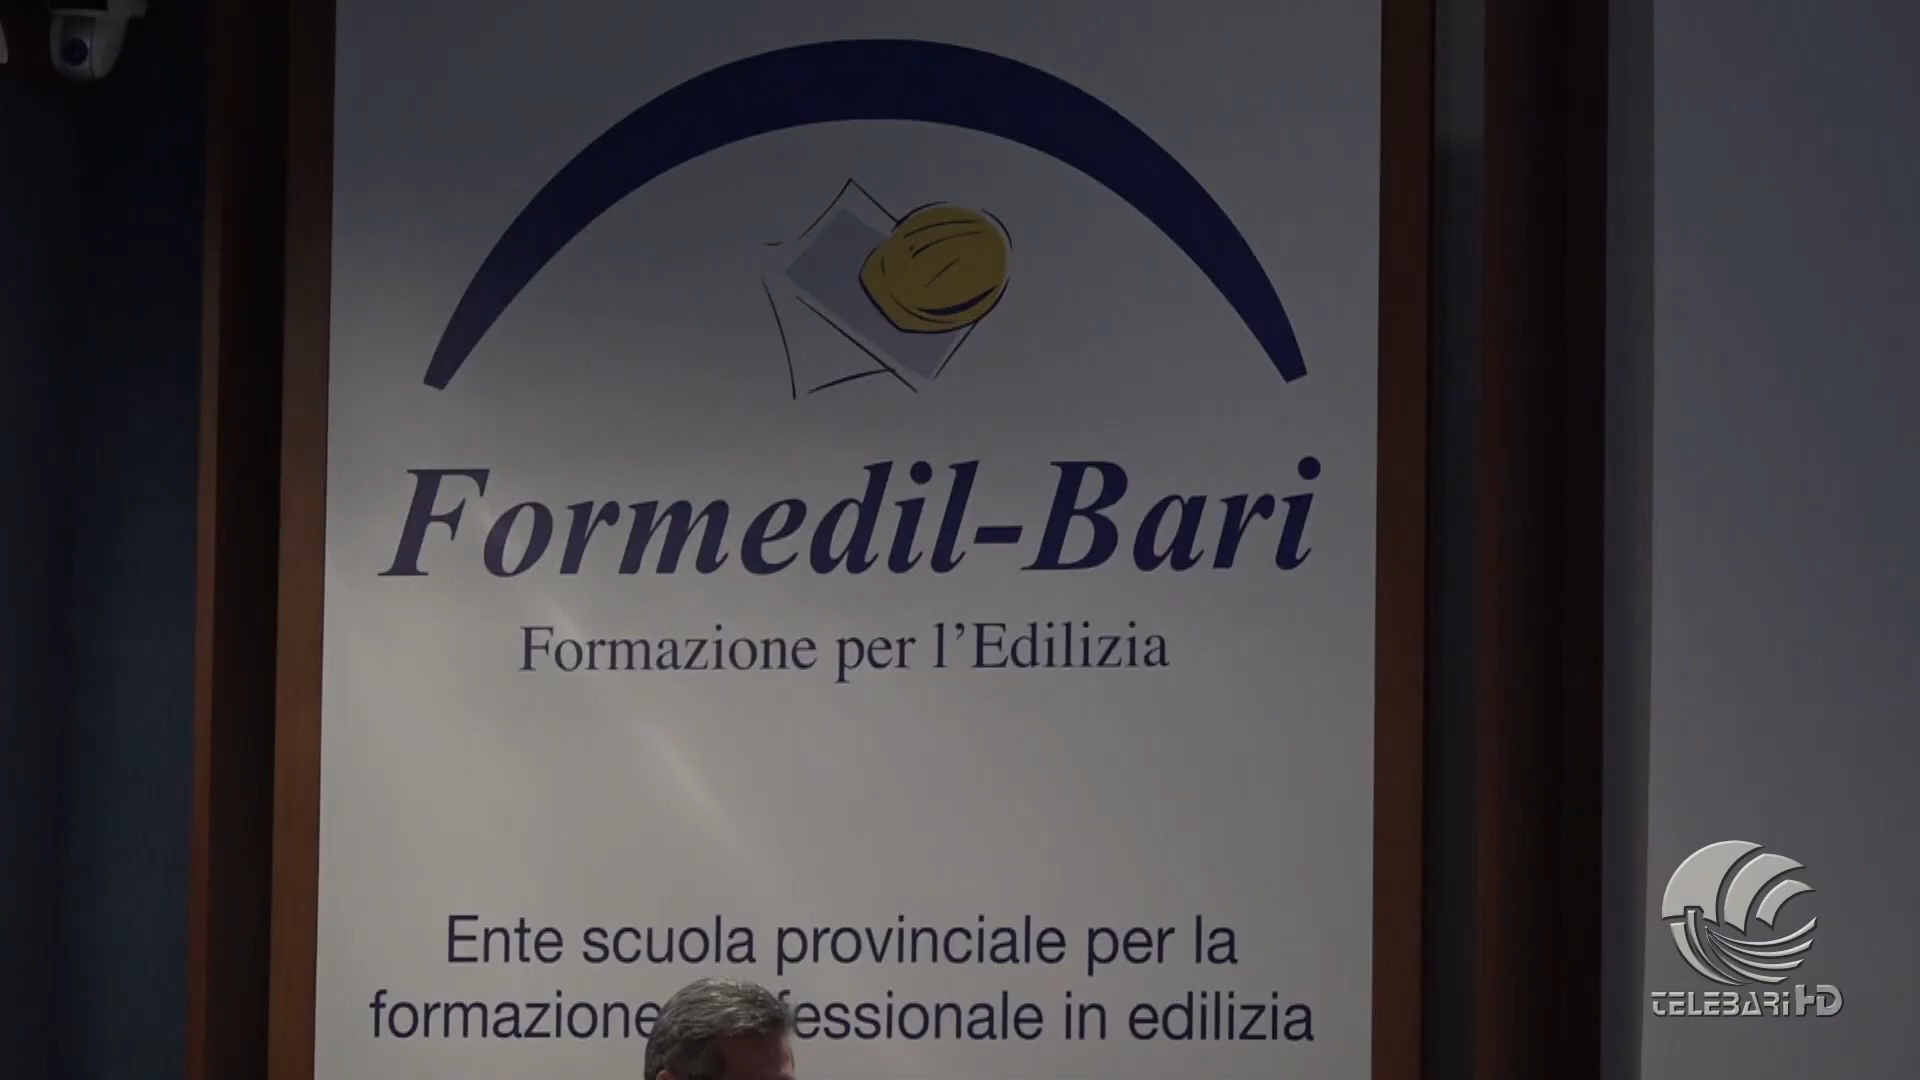 Formedil-Bari
Formazione per l'Edilizia
Ente scuola provinciale per la
formazione essionale in edilizia
TELEBARI HD